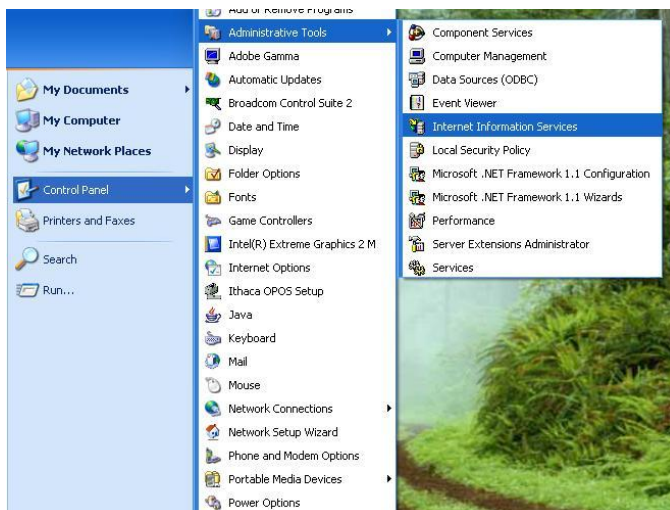 My Documents
My Computer
My Network Places
Control Panel
Printers and Faxes
Search
Run...
Add or Remove Programs
Administrative Tools
Adobe Gamma
Automatic Updates
Broadcom Control Suite 2
Date and Time
Display
Folder Options
Fonts
Game Controllers
Intel(R) Extreme Graphics 2 M
Internet Options
Ithaca OPOS Setup
Java
Keyboard
Mail
Mouse
Network Connections
Network Setup Wizard
Phone and Modem Options
Portable Media Devices
Power Options
Component Services
Computer Management
Data Sources (ODBC)
Event Viewer
Internet Information Services
Local Security Policy
Microsoft .NET Framework 1.1 Configuration
Microsoft .NET Framework 1.1 Wizards
Performance
Server Extensions Administrator
Services